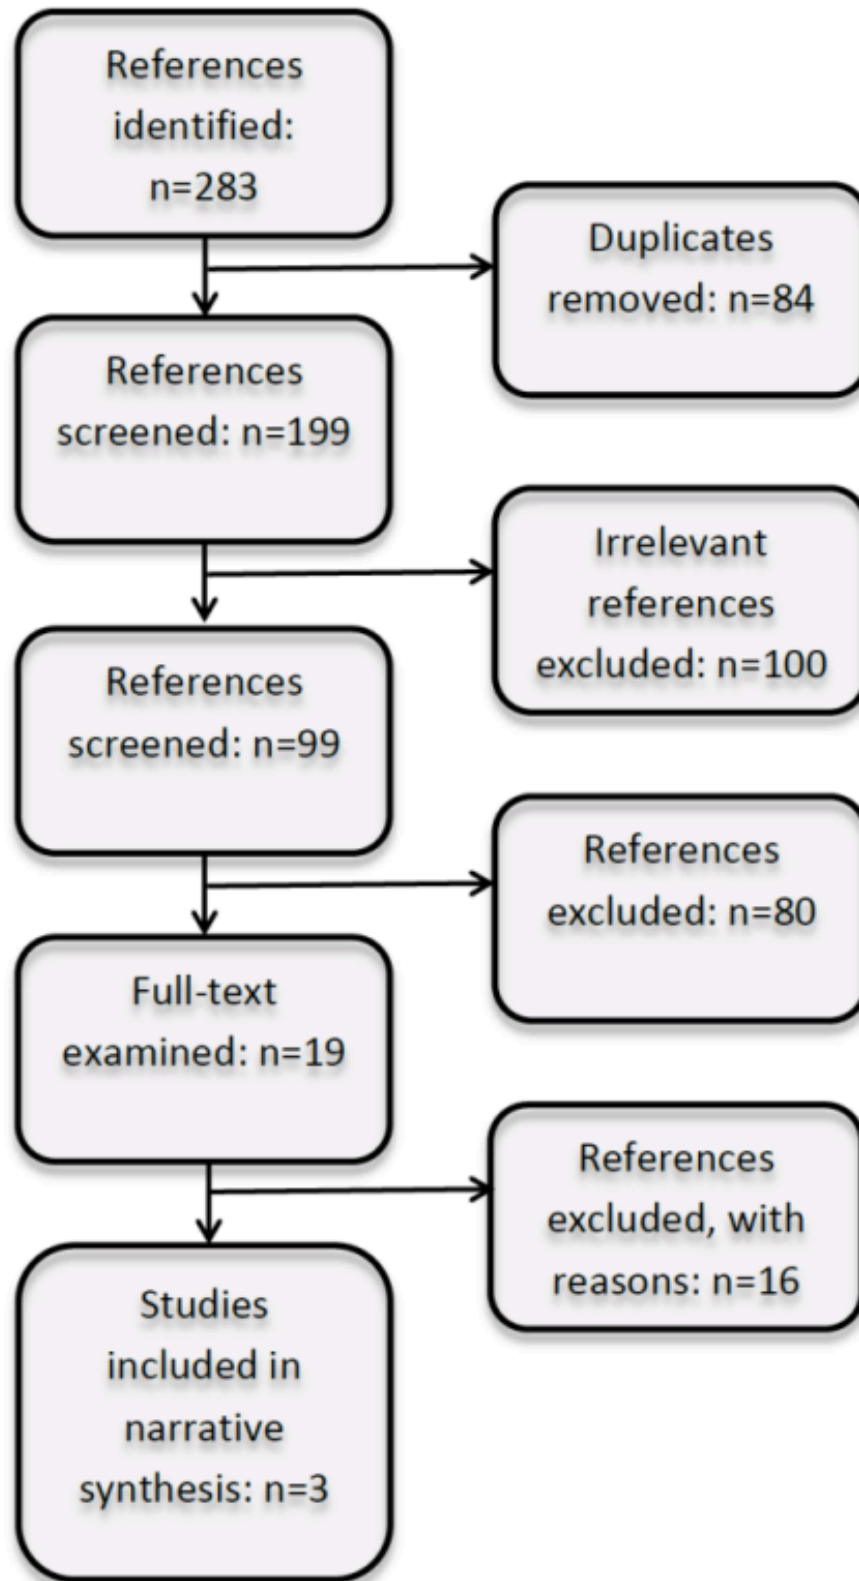 References
identified:
n=283
Duplicates
removed: n=84
References
screened: n=199
Irrelevant
references
excluded: n=100
References
screened: n=99
References
excluded: n=80
Full-text
examined: n=19
References
excluded, with
reasons: n=16
Studies
included in
narrative
synthesis: n=3